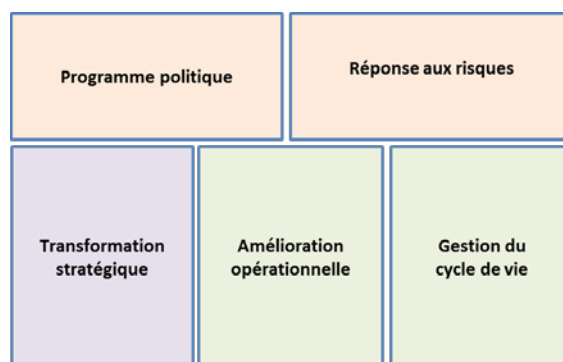 Programme politique
Réponse aux risques
Transformation
stratégique
Amélioration
opérationnelle
Gestion du
cycle de vie